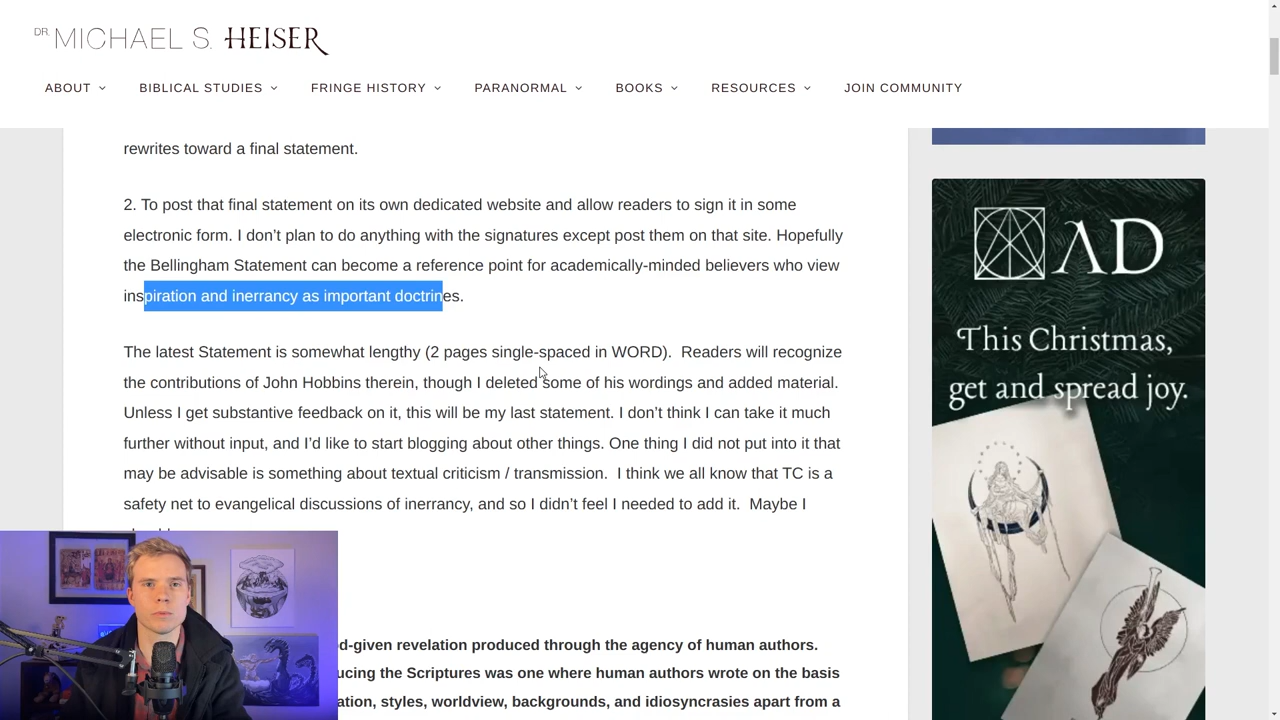 DR. MICHAEL S. HEISER
ABOUT
BIBLICAL STUDIES
FRINGE HISTORY
PARANORMAL
BOOKS
RESOURCES
JOIN COMMUNITY
rewrites toward a final statement.
2. To post that final statement on its own dedicated website and allow readers to sign it in some
electronic form. I don’t plan to do anything with the signatures except post them on that site. Hopefully
the Bellingham Statement can become a reference point for academically-minded believers who view
inspiration and inerrancy as important doctrines.
The latest Statement is somewhat lengthy (2 pages single-spaced in WORD).  Readers will recognize
the contributions of John Hobbins therein, though I deleted some of his wordings and added material.
Unless I get substantive feedback on it, this will be my last statement. I don’t think I can take it much
further without input, and I’d like to start blogging about other things. One thing I did not put into it that
may be advisable is something about textual criticism / transmission.  I think we all know that TC is a
safety net to evangelical discussions of inerrancy, and so I didn’t feel I needed to add it.  Maybe I
d-given revelation produced through the agency of human authors.
ucing the Scriptures was one where human authors wrote on the basis
ation, styles, worldview, backgrounds, and idiosyncrasies apart from a
ΛD
This Christmas,
get and spread joy.